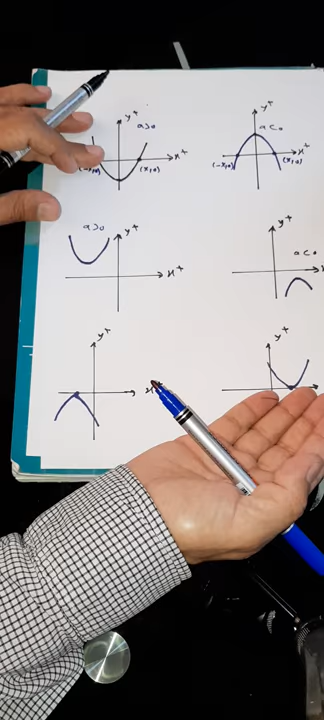 y+ y+
a>0 a<0
x+ x+
(-x,0) (x,0) (-x,0) (x,0)
a>0 y+ y+
a<0
x+ x+
y+ y+